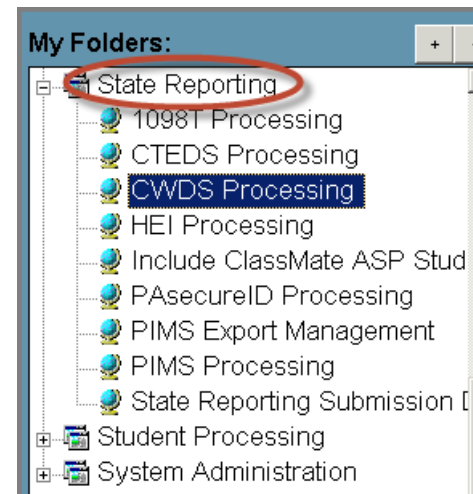 My Folders:
+
State Reporting
1098T Processing
CTEDS Processing
CWDS Processing
HEI Processing
Include ClassMate ASP Stud
PAsecureID Processing
PIMS Export Management
PIMS Processing
State Reporting Submission
Student Processing
System Administration